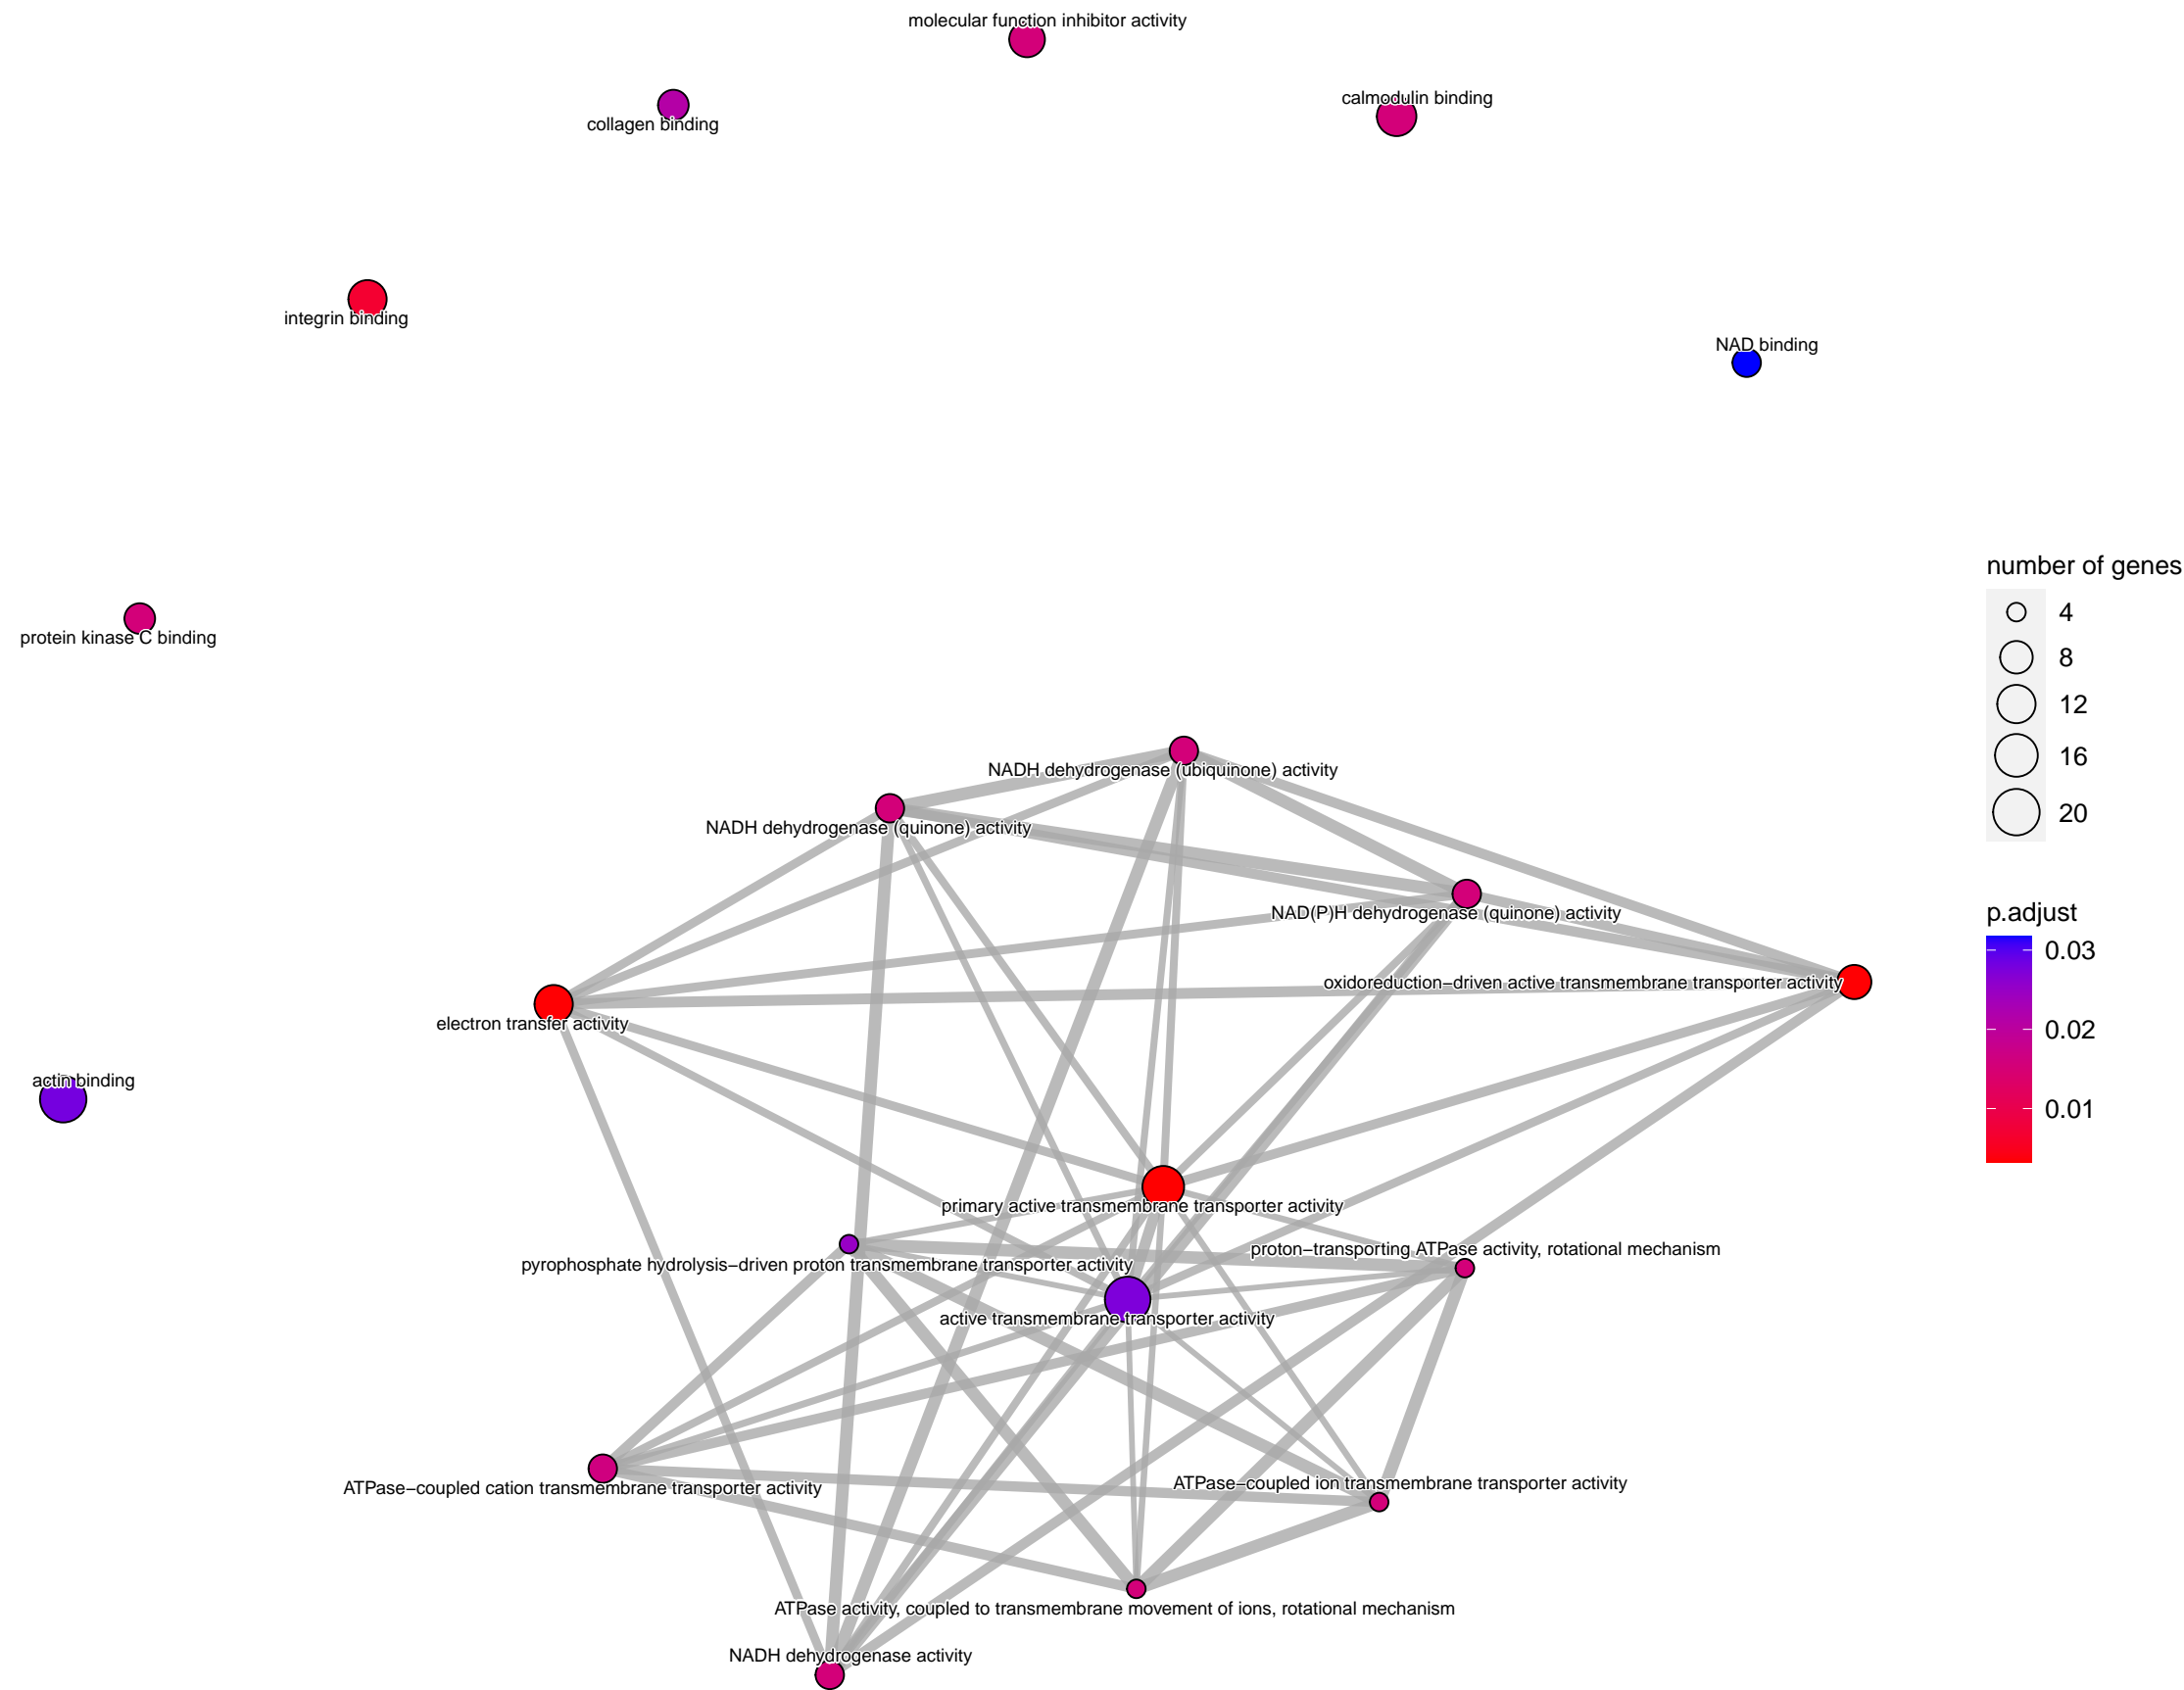 molecular function inhibitor activity
calmodulin binding
collagen binding
integrin binding
NAD binding
protein kinase C binding
number of genes
4
8
12
16
20
NADH dehydrogenase (ubiquinone) activity
NADH dehydrogenase (quinone) activity
NAD(P)H dehydrogenase (quinone) activity
p.adjust
0.03
0.02
0.01
oxidoreduction−driven active transmembrane transporter activity
electron transfer activity
actin binding
primary active transmembrane transporter activity
proton−transporting ATPase activity, rotational mechanism
pyrophosphate hydrolysis−driven proton transmembrane transporter activity
active transmembrane transporter activity
ATPase−coupled ion transmembrane transporter activity
ATPase−coupled cation transmembrane transporter activity
ATPase activity, coupled to transmembrane movement of ions, rotational mechanism
NADH dehydrogenase activity